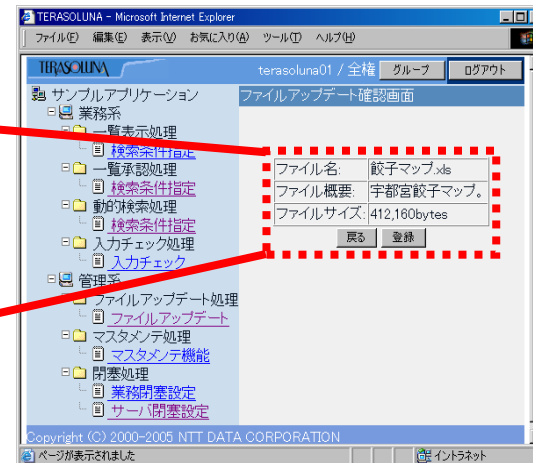 TERASOLUNA - Microsoft Internet Explorer
ファイル(F) 編集(E) 表示(V) お気に入り(A) ツール(T) ヘルプ(H)
TERASOLUNA
terasoluna01 / 全権 グループ ログアウト
サンプルアプリケーション
ファイルアップデート確認画面
業務系
一覧表示処理
検索条件指定
一覧承認処理
検索条件指定
動的検索処理
検索条件指定
入力チェック処理
入力チェック
管理系
ファイルアップデート処理
ファイルアップデート
マスタメンテ処理
マスタメンテ機能
閉塞処理
業務閉塞設定
サーバ閉塞設定
ファイル名: 餃子マップ.xls
ファイル概要: 宇都宮餃子マップ。
ファイルサイズ: 412,160bytes
戻る 登録
Copyright (C) 2000-2005 NTT DATA CORPORATION
ページが表示されました
イントラネット